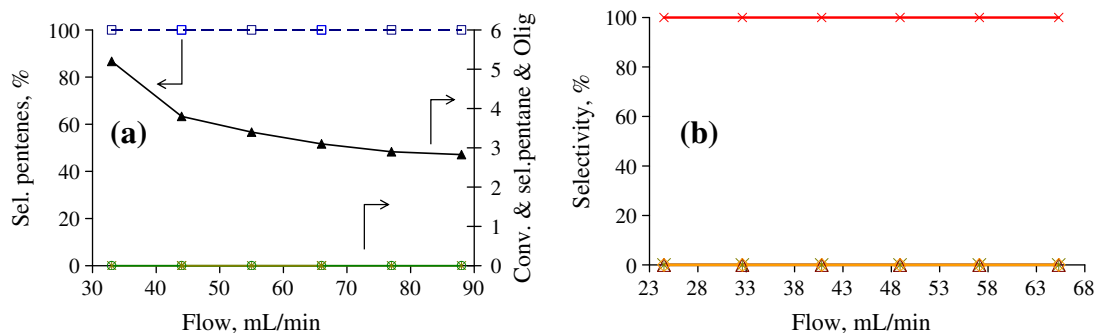 Sel. pentenes, %
100
80
60
40
20
0
(a)
6
5
4
3
2
1
0
Conv. & sel.pentane & Olig
30 40 50 60 70 80 90
Flow, mL/min
Selectivity, %
100
80
60
40
20
0
(b)
23 28 33 38 43 48 53 58 63 68
Flow, mL/min